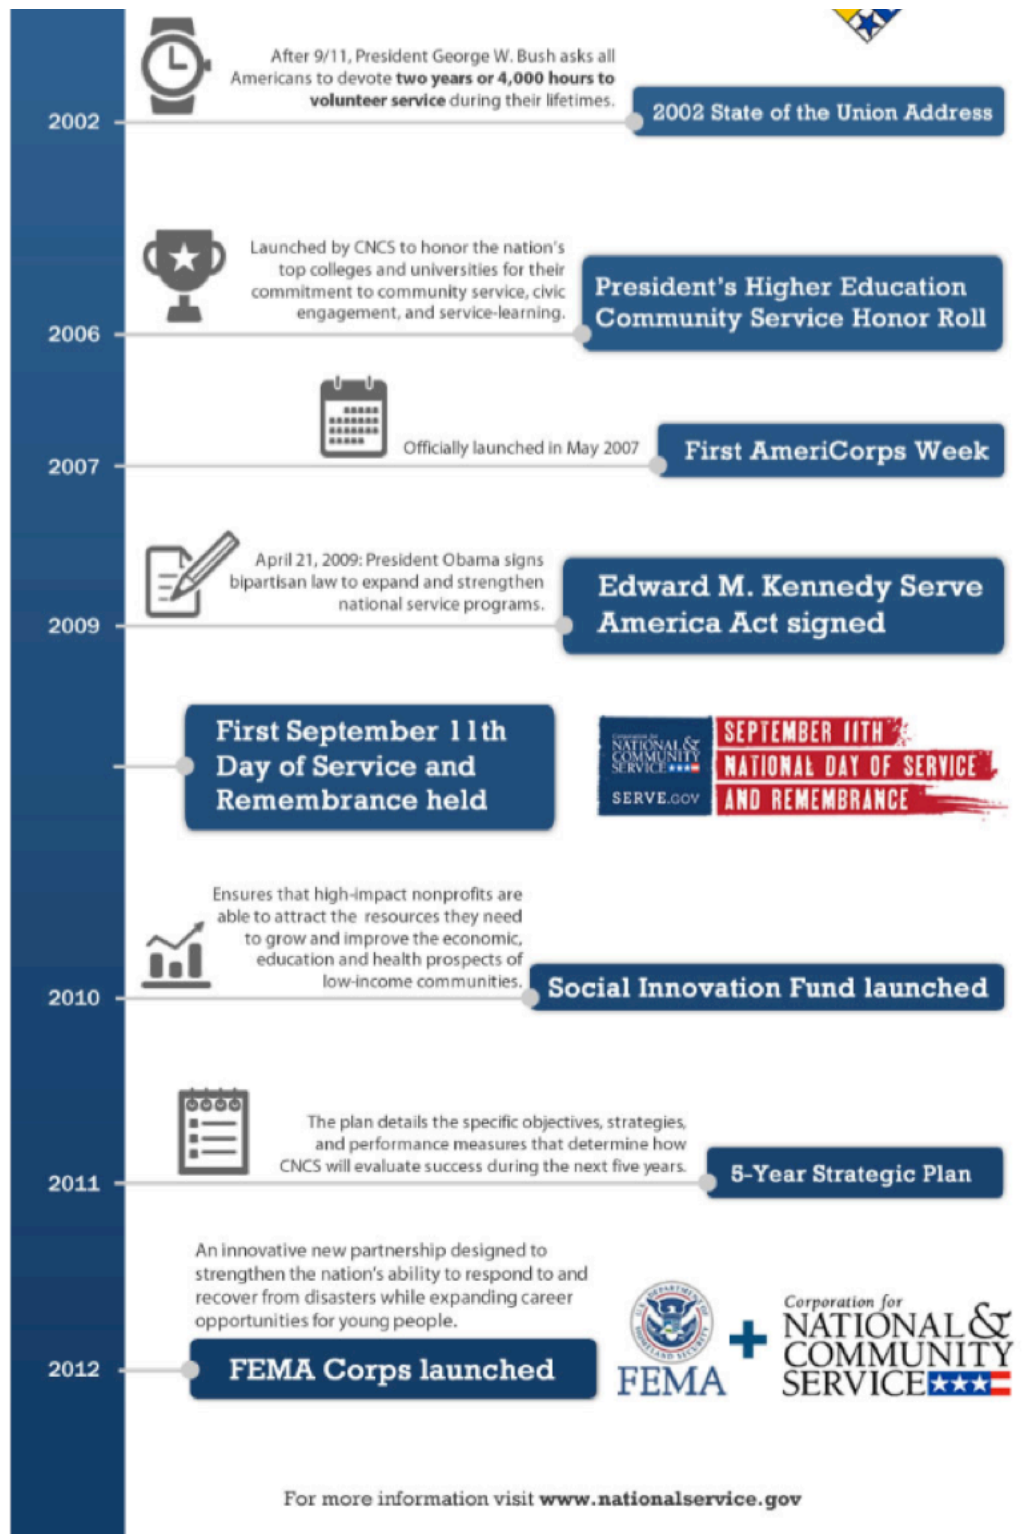 After 9/11, President George W. Bush asks all
Americans to devote two years or 4,000 hours to
volunteer service during their lifetimes.
2002
2002 State of the Union Address
Launched by CNCS to honor the nation's
top colleges and universities for their
commitment to community service, civic
engagement, and service-learning.
President's Higher Education
Community Service Honor Roll
2006
Officially launched in May 2007
First AmeriCorps Week
2007
April 21, 2009: President Obama signs
bipartisan law to expand and strengthen
national service programs.
Edward M. Kennedy Serve
America Act signed
2009
First September 11th
Day of Service and
Remembrance held
Corporation for
NATIONAL &
COMMUNITY
SERVICE
SERVE.GOV
SEPTEMBER 11TH
NATIONAL DAY OF SERVICE
AND REMEMBRANCE
Ensures that high-impact nonprofits are
able to attract the resources they need
to grow and improve the economic,
education and health prospects of
low-income communities.
Social Innovation Fund launched
2010
The plan details the specific objectives, strategies,
and performance measures that determine how
CNCS will evaluate success during the next five years.
5-Year Strategic Plan
2011
An innovative new partnership designed to
strengthen the nation's ability to respond to and
recover from disasters while expanding career
opportunities for young people.
2012
FEMA Corps launched
U.S. DEPARTMENT OF
HOMELAND SECURITY
FEMA
+
Corporation for
NATIONAL &
COMMUNITY
SERVICE
For more information visit www.nationalservice.gov